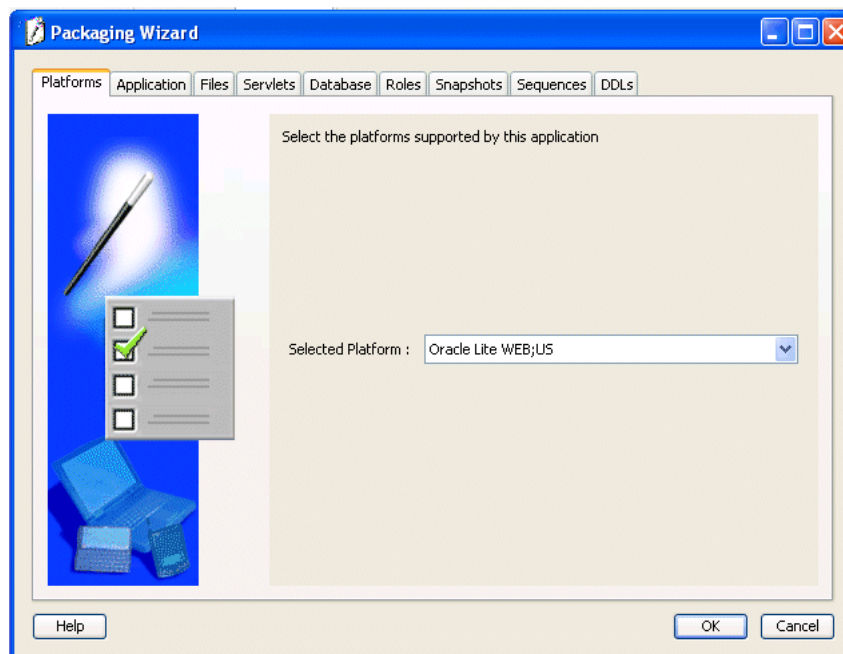 Packaging Wizard
Platforms Application Files Servlets Database Roles Snapshots Sequences DDLs
Select the platforms supported by this application
Selected Platform : Oracle Lite WEB;US
Help OK Cancel